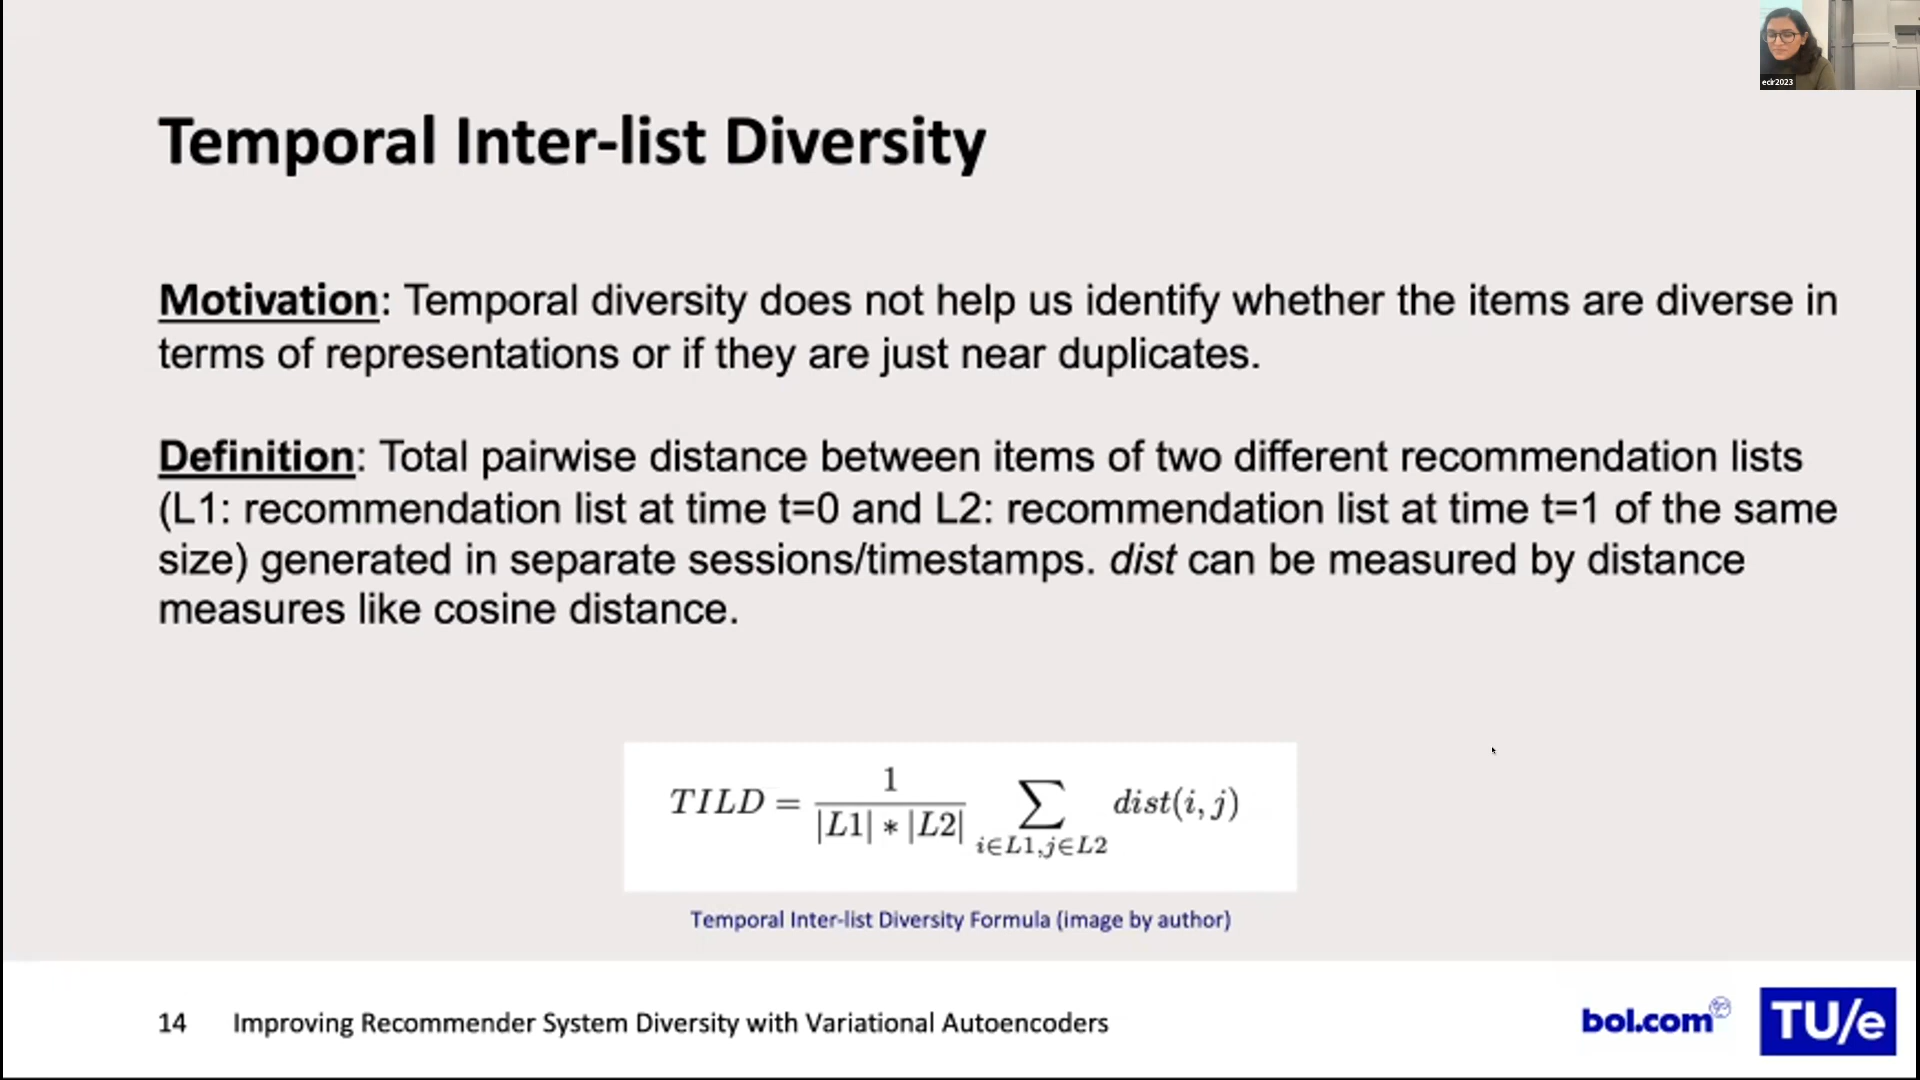 ecir2023
Temporal Inter-list Diversity
Motivation: Temporal diversity does not help us identify whether the items are diverse in
terms of representations or if they are just near duplicates.
Definition: Total pairwise distance between items of two different recommendation lists
(L1: recommendation list at time t=0 and L2: recommendation list at time t=1 of the same
size) generated in separate sessions/timestamps. dist can be measured by distance
measures like cosine distance.
TILD = 1 / |L1| * |L2| ∑ i∈L1,j∈L2 dist(i, j)
Temporal Inter-list Diversity Formula (image by author)
14 Improving Recommender System Diversity with Variational Autoencoders
bol.com TU/e